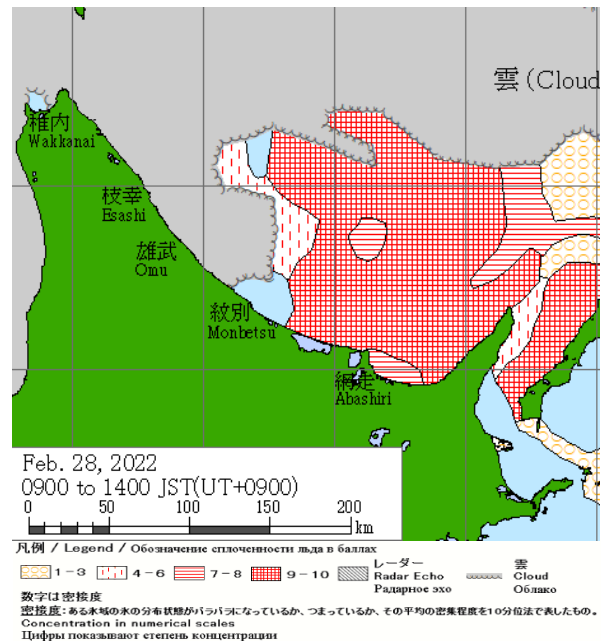 雲 (Cloud
稚内
Wakkanai
枝幸
Esashi
雄武
Omu
紋別
Monbetsu
網走
Abashiri
Feb. 28, 2022
0900 to 1400 JST(UT+0900)
0 50 100 150 200
km
凡例 / Legend / Обозначение сплоченности льда в баллах
1-3 4-6 7-8 9-10 レーダー Radar Echo Радарное эхо 雲 Cloud Облако
数字は密接度
密接度:ある氷域の氷の分布状態がバラバラになっているか、つまっているか、その平均の密集程度を10分位法で表したもの。
Concentration in numerical scales
Цифры показывают степень концентрации